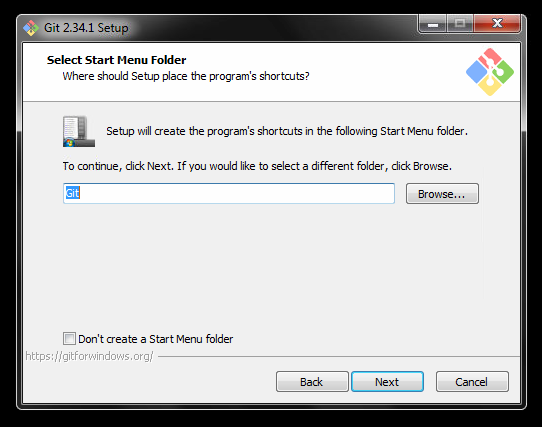 Git 2.34.1 Setup
Select Start Menu Folder
Where should Setup place the program's shortcuts?
Setup will create the program's shortcuts in the following Start Menu folder.
To continue, click Next. If you would like to select a different folder, click Browse.
Git
Browse...
Don't create a Start Menu folder
https://gitforwindows.org/
Back
Next
Cancel